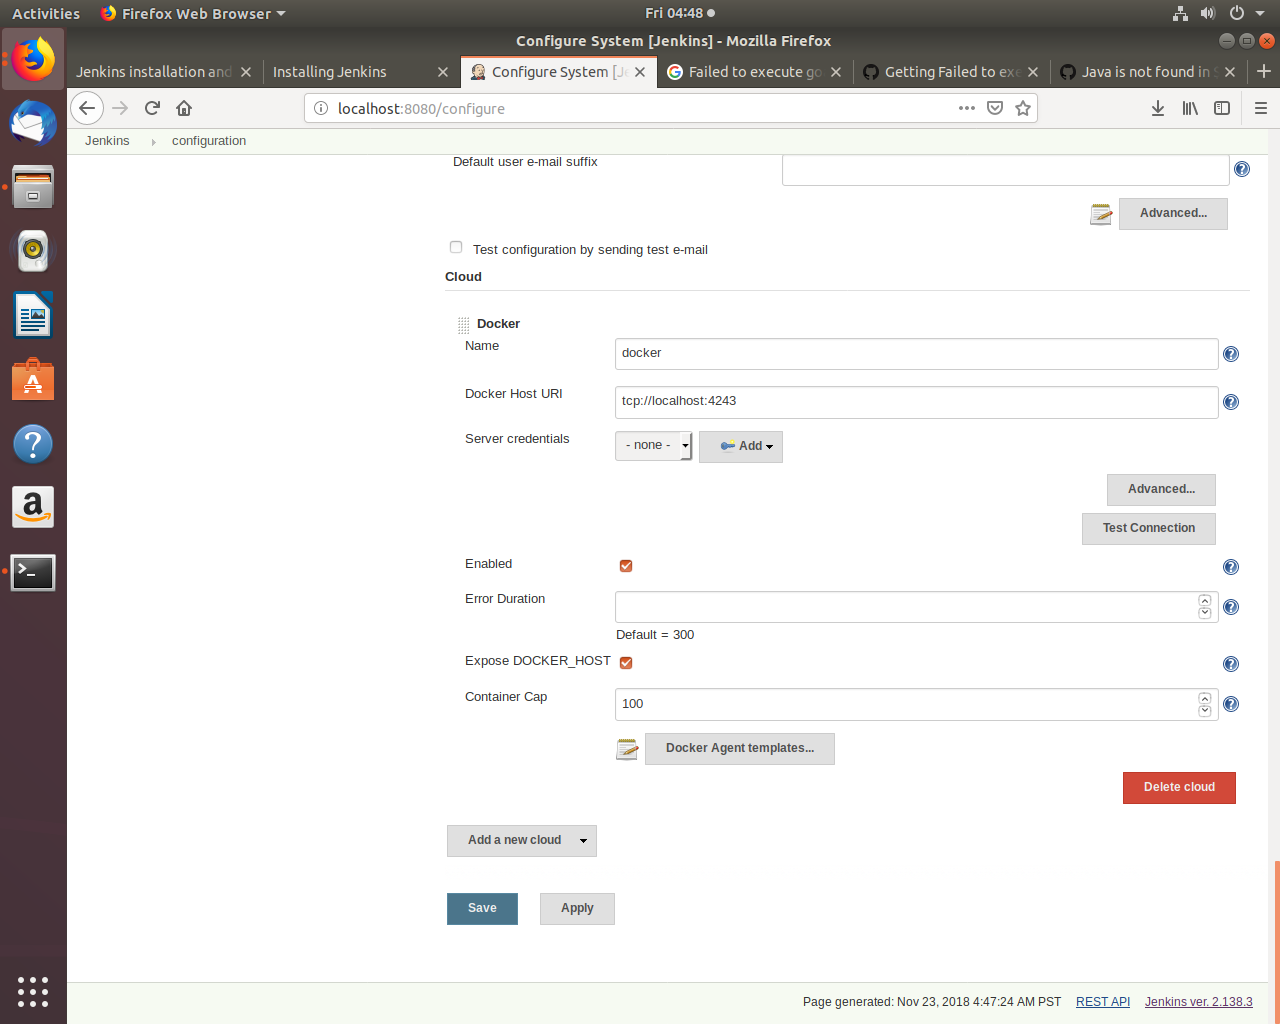 Activities Firefox Web Browser Fri 04:48
Configure System [Jenkins] - Mozilla Firefox
Jenkins installation and Installing Jenkins Configure System [J Failed to execute go Getting Failed to exe Java is not found in
localhost:8080/configure
Jenkins configuration
Default user e-mail suffix
Advanced...
Test configuration by sending test e-mail
Cloud
Docker
Name docker
Docker Host URI tcp://localhost:4243
Server credentials - none - Add
Advanced...
Test Connection
Enabled
Error Duration
Default = 300
Expose DOCKER_HOST
Container Cap 100
Docker Agent templates...
Delete cloud
Add a new cloud
Save Apply
Page generated: Nov 23, 2018 4:47:24 AM PST REST API Jenkins ver. 2.138.3